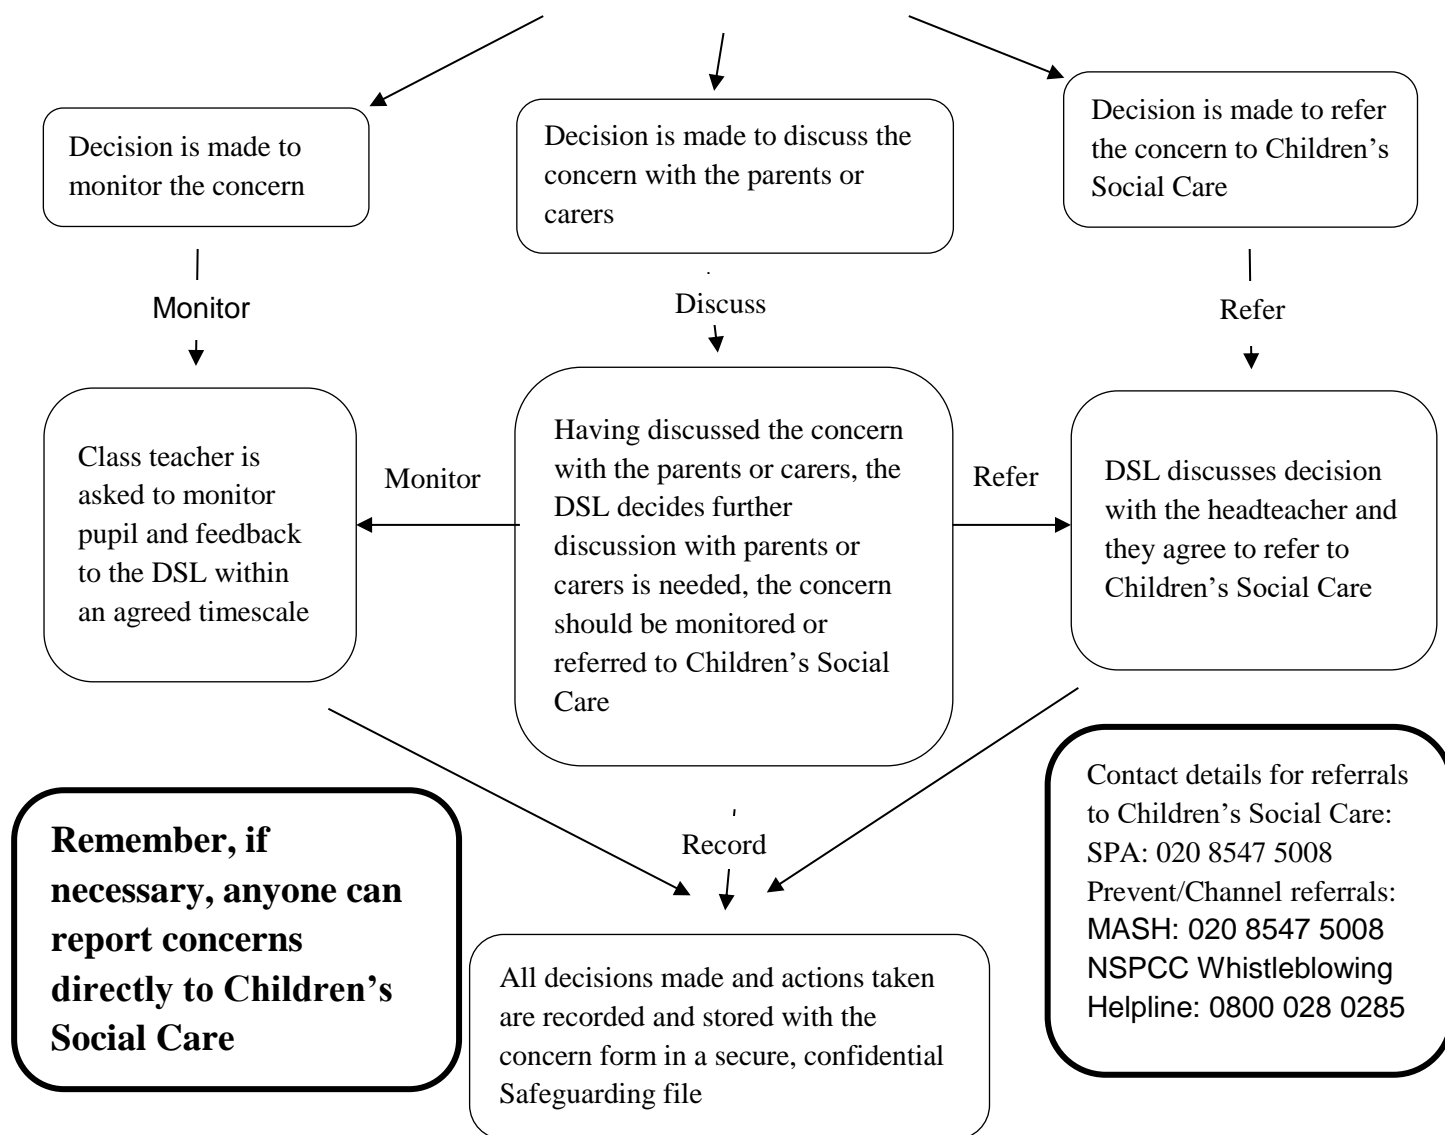 Decision is made to
monitor the concern
Decision is made to discuss the
concern with the parents or
carers
Decision is made to refer
the concern to Children’s
Social Care
Monitor
Discuss
Refer
Class teacher is
asked to monitor
pupil and feedback
to the DSL within
an agreed timescale
Monitor
Having discussed the concern
with the parents or carers, the
DSL decides further
discussion with parents or
carers is needed, the concern
should be monitored or
referred to Children’s Social
Care
Refer
DSL discusses decision
with the headteacher and
they agree to refer to
Children’s Social Care
Remember, if
necessary, anyone can
report concerns
directly to Children’s
Social Care
Record
Contact details for referrals
to Children’s Social Care:
SPA: 020 8547 5008
Prevent/Channel referrals:
MASH: 020 8547 5008
NSPCC Whistleblowing
Helpline: 0800 028 0285
All decisions made and actions taken
are recorded and stored with the
concern form in a secure, confidential
Safeguarding file